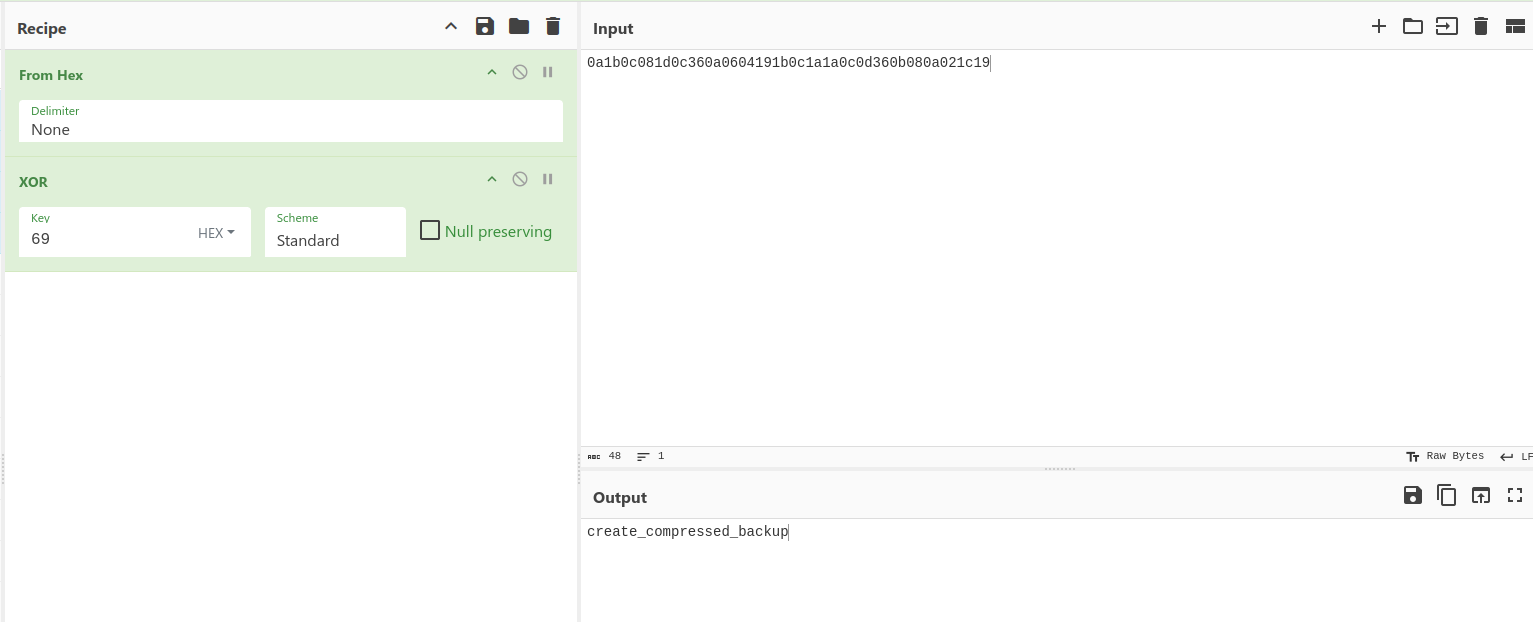 Recipe
From Hex
Delimiter
None
XOR
Key
69
HEX
Scheme
Standard
Null preserving
Input
0a1b0c081d0c360a0604191b0c1a1a0c0d360b080a021c19
ABC 48 1
Raw Bytes LF
Output
create_compressed_backup